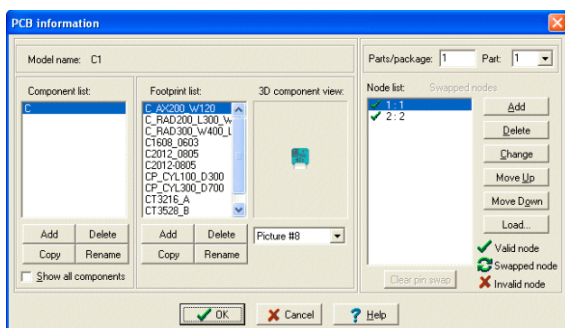 PCB information
Model name: C1
Parts/package: 1 Part: 1
Component list:
C
Add Delete
Copy Rename
Show all components
Footprint list:
C_AX200_W120
C_RAD200_L300_W
C_RAD300_W400_L
C1608_0603
C2012_0805
C2012-0805
CP_CYL100_D300
CP_CYL300_D700
CT3216_A
CT3528_B
Add Delete
Copy Rename
3D component view:
Picture #8
Node list: Swapped nodes
1 : 1
2 : 2
Add
Delete
Change
Move Up
Move Down
Load...
Valid node
Swapped node
Invalid node
Clear pin swap
OK Cancel Help